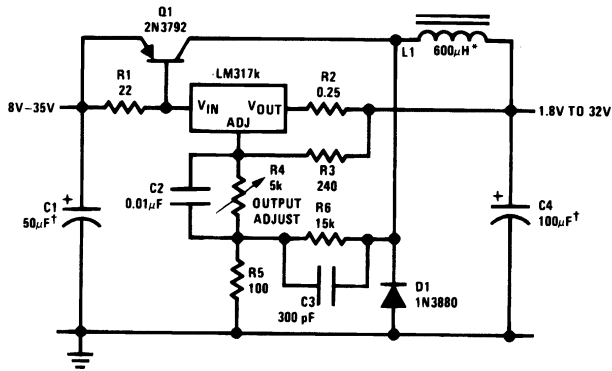 Q1
2N3792
L1
600µH*
LM317k
R1
22
R2
0.25
8V–35V
VIN
VOUT
ADJ
1.8V TO 32V
R4
5k
R3
240
C2
0.01µF
OUTPUT
ADJUST
R6
15k
C1
50µF†
+
C4
100µF†
+
R5
100
C3
300 pF
D1
1N3880